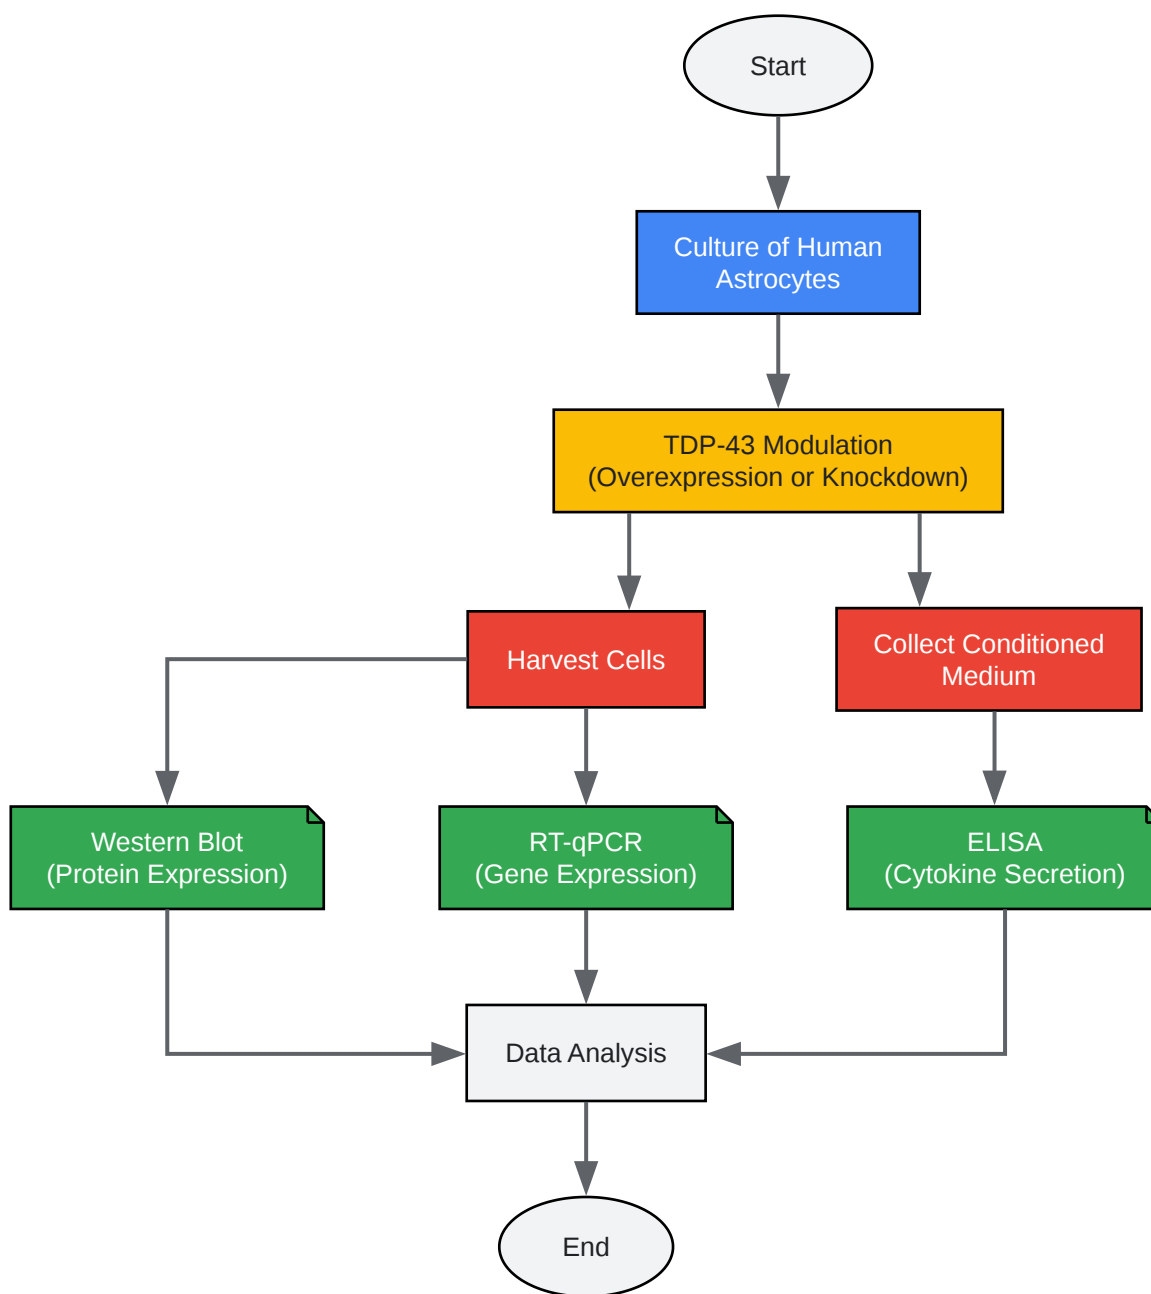 Start
Culture of Human
Astrocytes
TDP-43 Modulation
(Overexpression or Knockdown)
Harvest Cells
Collect Conditioned
Medium
Western Blot
(Protein Expression)
RT-qPCR
(Gene Expression)
ELISA
(Cytokine Secretion)
Data Analysis
End